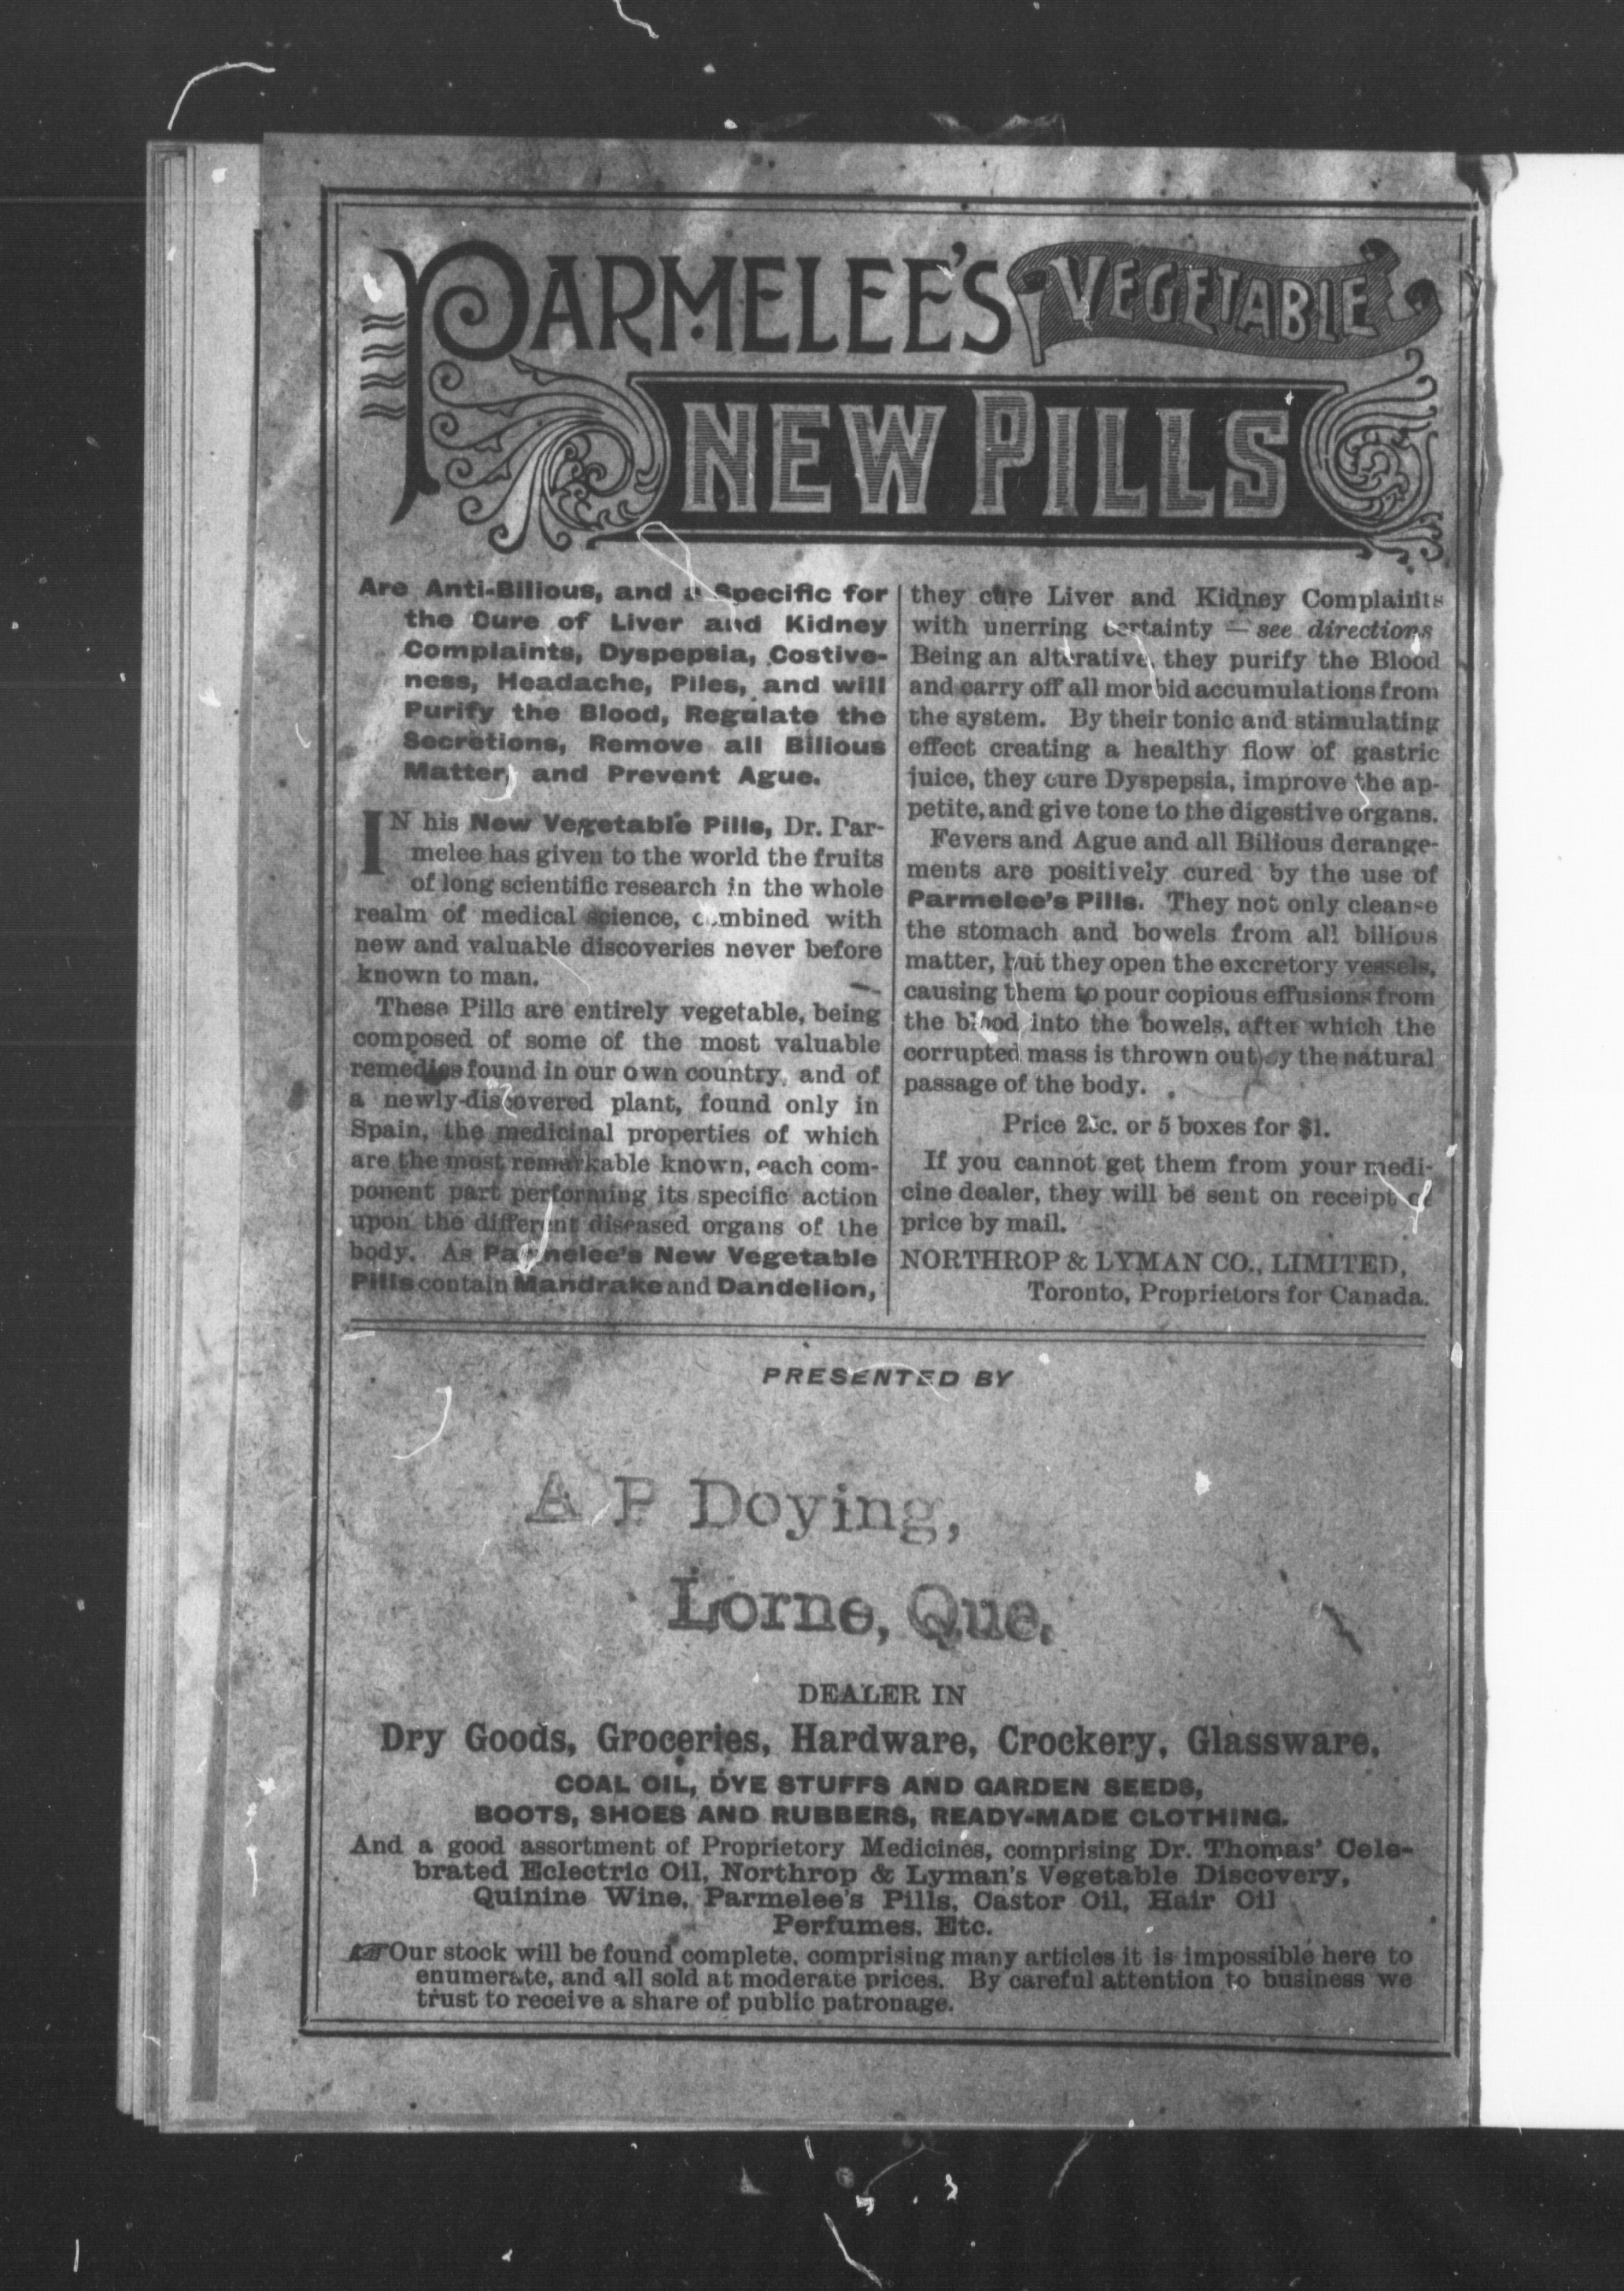 PARMELEE'S VEGETABLE
NEW PILLS
Are Anti-Bilious, and a Specific for
the Cure of Liver and Kidney
Complaints, Dyspepsia, Costive-
ness, Headache, Piles, and will
Purify the Blood, Regulate the
Secretions, Remove all Bilious
Matter, and Prevent Ague.
IN his New Vegetable Pills, Dr. Par-
melee has given to the world the fruits
of long scientific research in the whole
realm of medical science, combined with
new and valuable discoveries never before
known to man.
These Pills are entirely vegetable, being
composed of some of the most valuable
remedies found in our own country, and of
a newly-discovered plant, found only in
Spain, the medicinal properties of which
are the most remarkable known, each com-
ponent part performing its specific action
upon the different diseased organs of the
body. As Parmelee's New Vegetable
Pills contain Mandrake and Dandelion,
they cure Liver and Kidney Complaints
with unerring certainty — see directions
Being an alterative, they purify the Blood
and carry off all morbid accumulations from
the system. By their tonic and stimulating
effect creating a healthy flow of gastric
juice, they cure Dyspepsia, improve the ap-
petite, and give tone to the digestive organs.
Fevers and Ague and all Bilious derange-
ments are positively cured by the use of
Parmelee's Pills. They not only cleanse
the stomach and bowels from all bilious
matter, but they open the excretory vessels,
causing them to pour copious effusions from
the blood into the bowels, after which the
corrupted mass is thrown out by the natural
passage of the body.
Price 25c. or 5 boxes for $1.
If you cannot get them from your medi-
cine dealer, they will be sent on receipt of
price by mail.
NORTHROP & LYMAN CO., LIMITED,
Toronto, Proprietors for Canada.
PRESENTED BY
A P Doying,
Lorne, Que.
DEALER IN
Dry Goods, Groceries, Hardware, Crockery, Glassware,
COAL OIL, DYE STUFFS AND GARDEN SEEDS,
BOOTS, SHOES AND RUBBERS, READY-MADE CLOTHING.
And a good assortment of Proprietory Medicines, comprising Dr. Thomas' Cele-
brated Eclectric Oil, Northrop & Lyman's Vegetable Discovery,
Quinine Wine, Parmelee's Pills, Castor Oil, Hair Oil
Perfumes, Etc.
☞Our stock will be found complete, comprising many articles it is impossible here to
enumerate, and all sold at moderate prices. By careful attention to business we
trust to receive a share of public patronage.